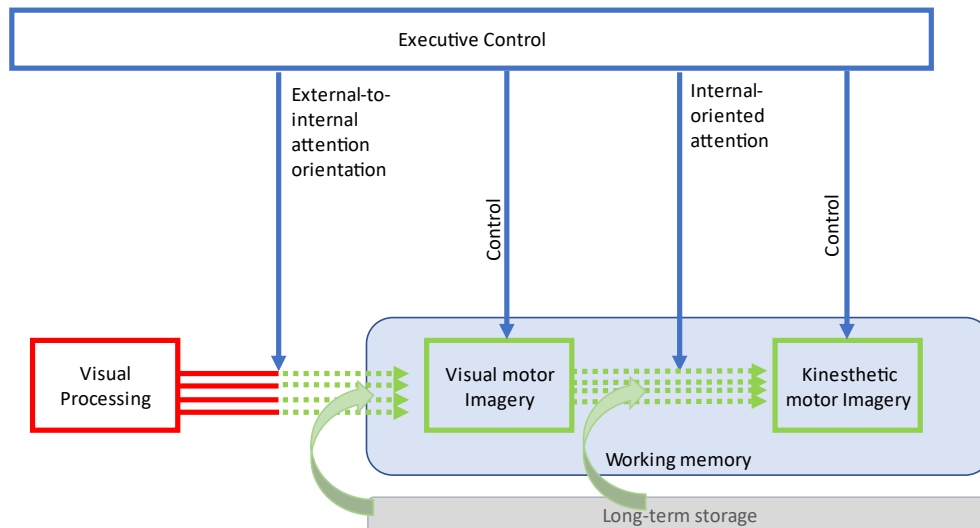 Executive Control
External-to-
internal
attention
orientation
Internal-
oriented
attention
Control
Control
Visual
Processing
Visual motor
Imagery
Kinesthetic
motor Imagery
Working memory
Long-term storage